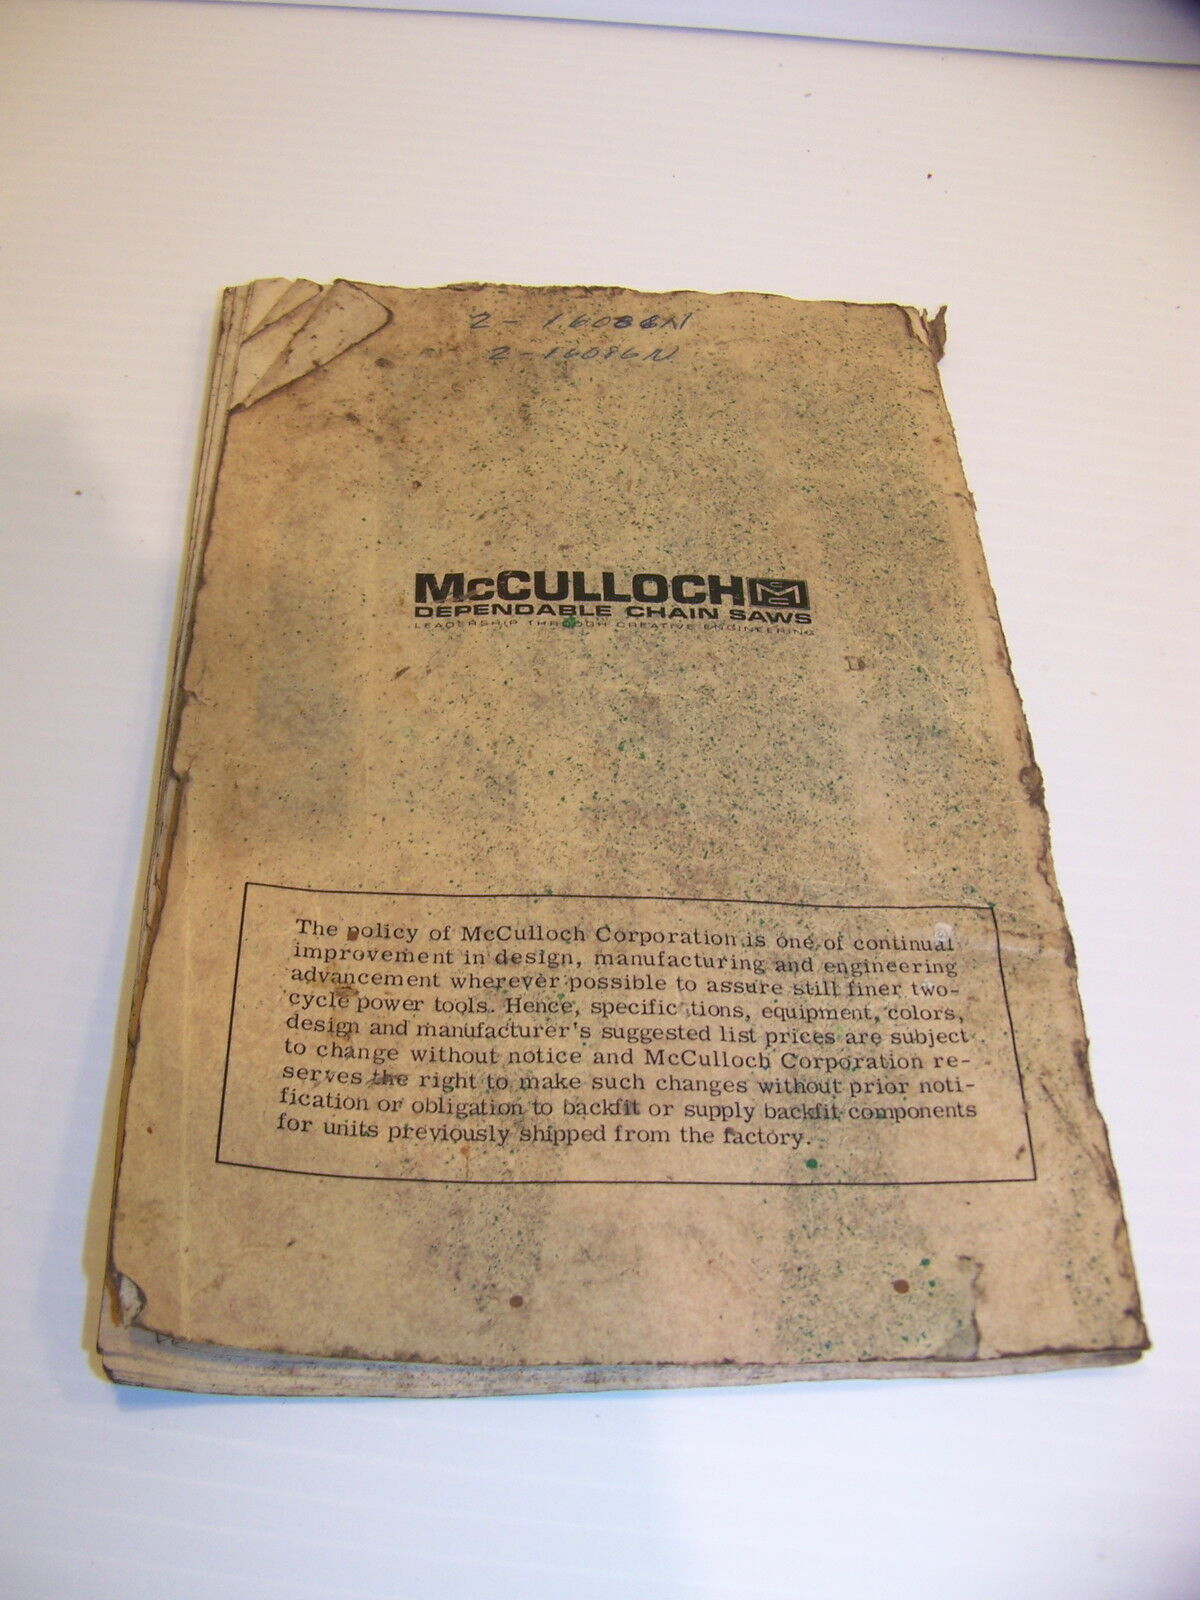 2-16086N
McCULLOCH
DEPENDABLE CHAIN SAWS
LEADERSHIP THROUGH CREATIVE ENGINEERING
The policy of McCulloch Corporation is one of continual
improvement in design, manufacturing and engineering
advancement wherever possible to assure still finer two-
cycle power tools. Hence, specifications, equipment, colors,
design and manufacturer's suggested list prices are subject
to change without notice and McCulloch Corporation re-
serves the right to make such changes without prior noti-
fication or obligation to backfit or supply backfit components
for units previously shipped from the factory.